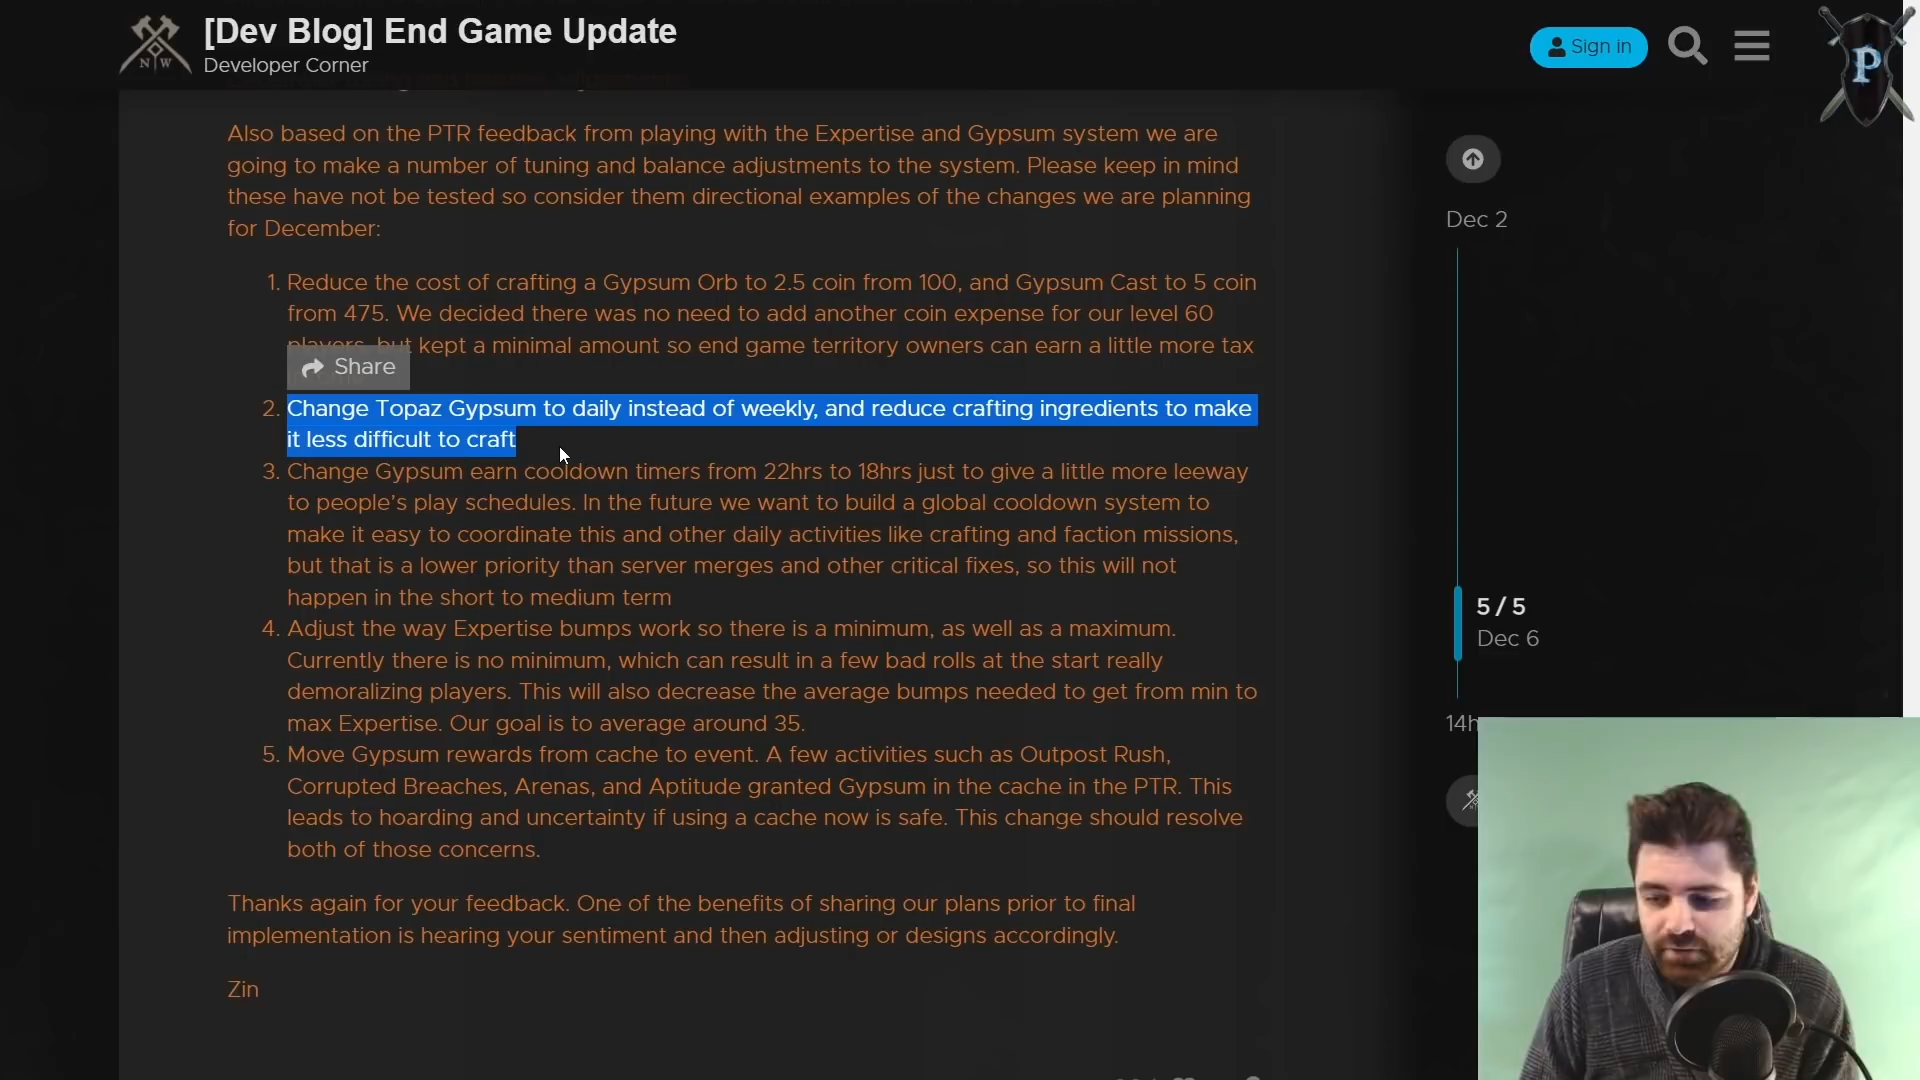 [Dev Blog] End Game Update
Developer Corner
N W
Sign in
P
Also based on the PTR feedback from playing with the Expertise and Gypsum system we are
going to make a number of tuning and balance adjustments to the system. Please keep in mind
these have not be tested so consider them directional examples of the changes we are planning
for December:
1. Reduce the cost of crafting a Gypsum Orb to 2.5 coin from 100, and Gypsum Cast to 5 coin
from 475. We decided there was no need to add another coin expense for our level 60
players, but kept a minimal amount so end game territory owners can earn a little more tax
Share
2. Change Topaz Gypsum to daily instead of weekly, and reduce crafting ingredients to make
it less difficult to craft
3. Change Gypsum earn cooldown timers from 22hrs to 18hrs just to give a little more leeway
to people's play schedules. In the future we want to build a global cooldown system to
make it easy to coordinate this and other daily activities like crafting and faction missions,
but that is a lower priority than server merges and other critical fixes, so this will not
happen in the short to medium term
4. Adjust the way Expertise bumps work so there is a minimum, as well as a maximum.
Currently there is no minimum, which can result in a few bad rolls at the start really
demoralizing players. This will also decrease the average bumps needed to get from min to
max Expertise. Our goal is to average around 35.
5. Move Gypsum rewards from cache to event. A few activities such as Outpost Rush,
Corrupted Breaches, Arenas, and Aptitude granted Gypsum in the cache in the PTR. This
leads to hoarding and uncertainty if using a cache now is safe. This change should resolve
both of those concerns.
Thanks again for your feedback. One of the benefits of sharing our plans prior to final
implementation is hearing your sentiment and then adjusting or designs accordingly.
Zin
Dec 2
5 / 5
Dec 6
14h